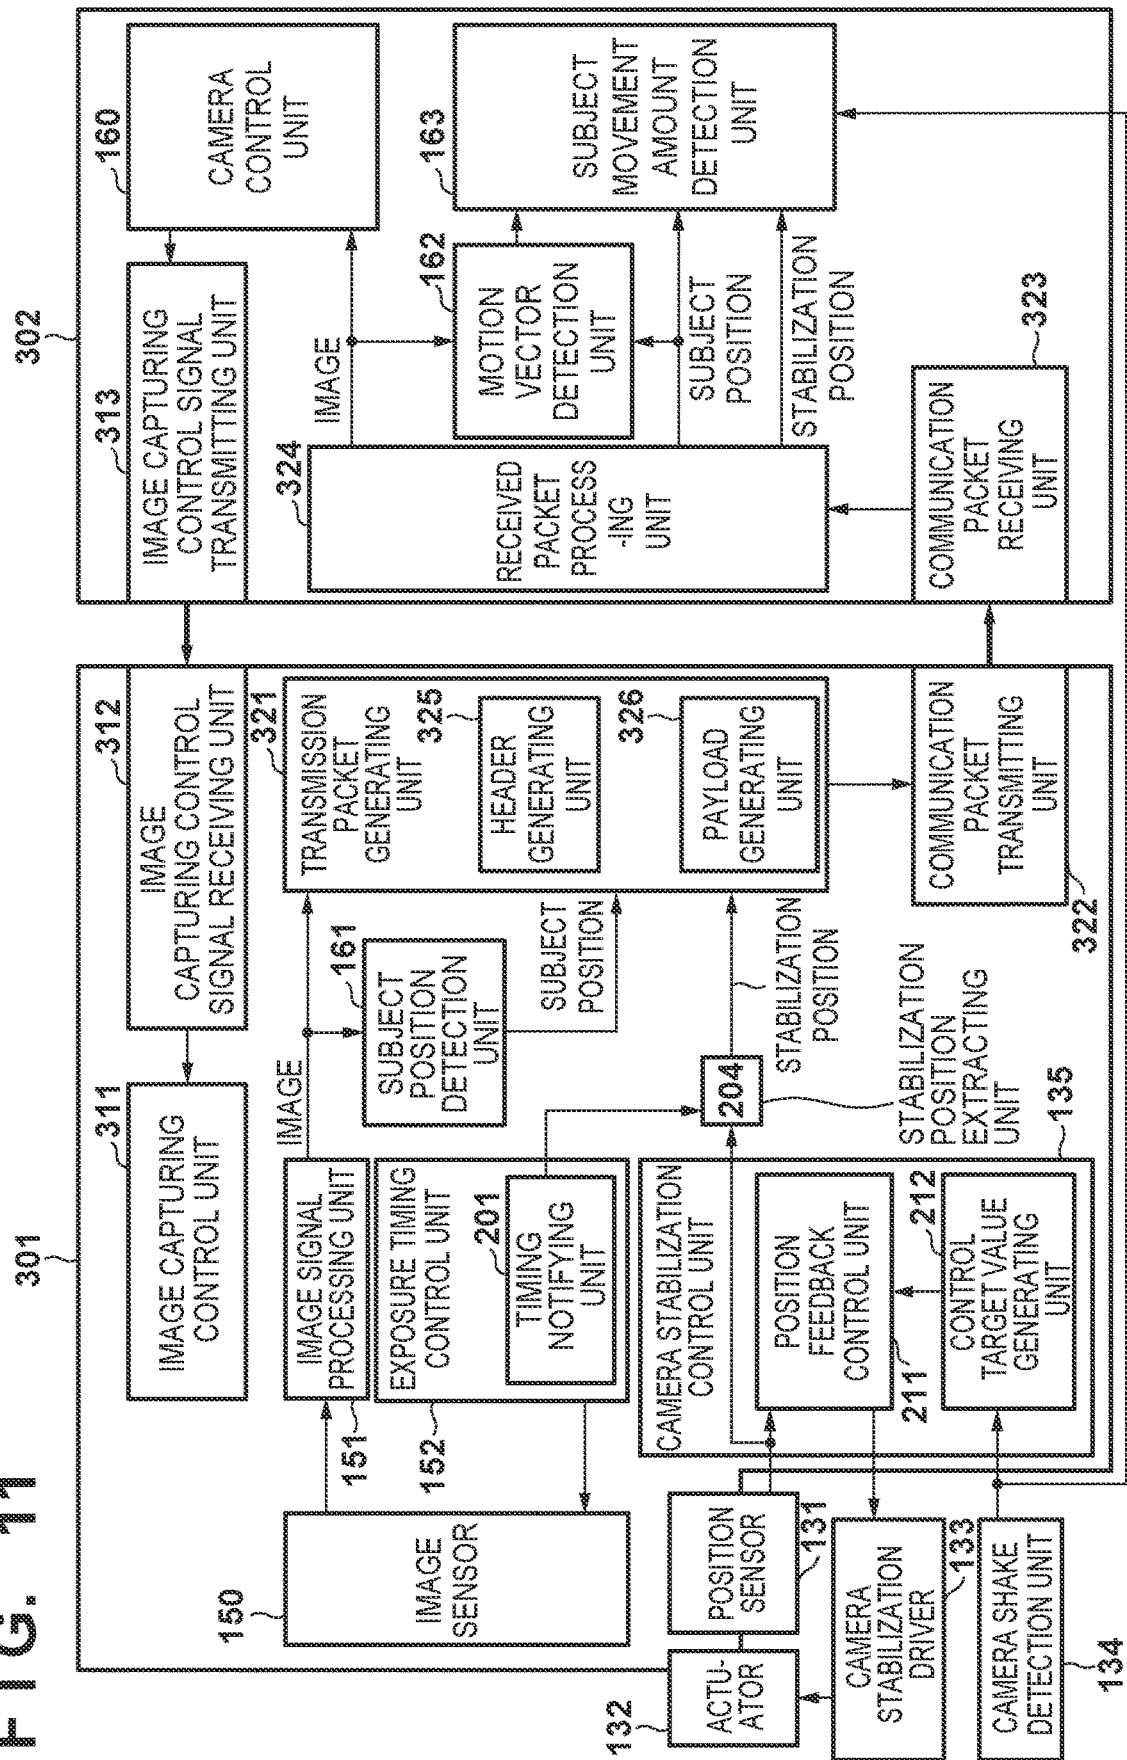 FIG. 11
301
302
IMAGE CAPTURING
CONTROL UNIT
311
IMAGE
CAPTURING CONTROL
SIGNAL RECEIVING UNIT
312
IMAGE CAPTURING
CONTROL SIGNAL
TRANSMITTING UNIT
313
CAMERA
CONTROL
UNIT
160
150
IMAGE
SENSOR
IMAGE SIGNAL
PROCESSING UNIT
151
IMAGE
EXPOSURE TIMING
CONTROL UNIT
152
TIMING
NOTIFYING
UNIT
201
161
SUBJECT
POSITION
DETECTION
UNIT
SUBJECT
POSITION
321
TRANSMISSION
PACKET
GENERATING
UNIT
325
HEADER
GENERATING
UNIT
326
PAYLOAD
GENERATING
UNIT
324
RECEIVED
PACKET
PROCESS
-ING
UNIT
IMAGE
162
MOTION
VECTOR
DETECTION
UNIT
163
SUBJECT
MOVEMENT
AMOUNT
DETECTION
UNIT
SUBJECT
POSITION
STABILIZATION
POSITION
132
ACTU-
ATOR
POSITION
SENSOR
131
CAMERA
STABILIZATION
DRIVER
133
CAMERA SHAKE
DETECTION UNIT
134
CAMERA STABILIZATION
CONTROL UNIT
135
POSITION
FEEDBACK
CONTROL UNIT
211
CONTROL
TARGET VALUE
GENERATING
UNIT
212
204
STABILIZATION
POSITION
STABILIZATION
POSITION
EXTRACTING
UNIT
COMMUNICATION
PACKET
TRANSMITTING
UNIT
322
COMMUNICATION
PACKET
RECEIVING
UNIT
323